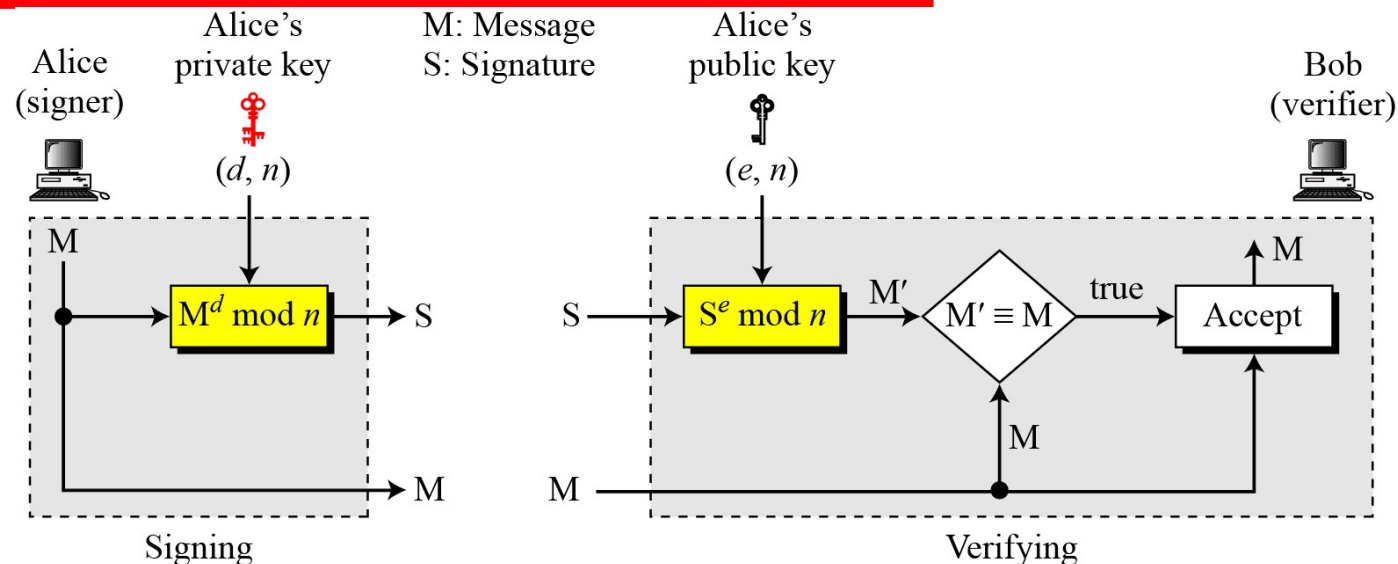 Alice
(signer)
Alice’s
private key
(d, n)
M: Message
S: Signature
Alice’s
public key
(e, n)
Bob
(verifier)
M
M^d mod n
S
M
Signing
S
S^e mod n
M′
M′ ≡ M
true
Accept
M
M
M
Verifying